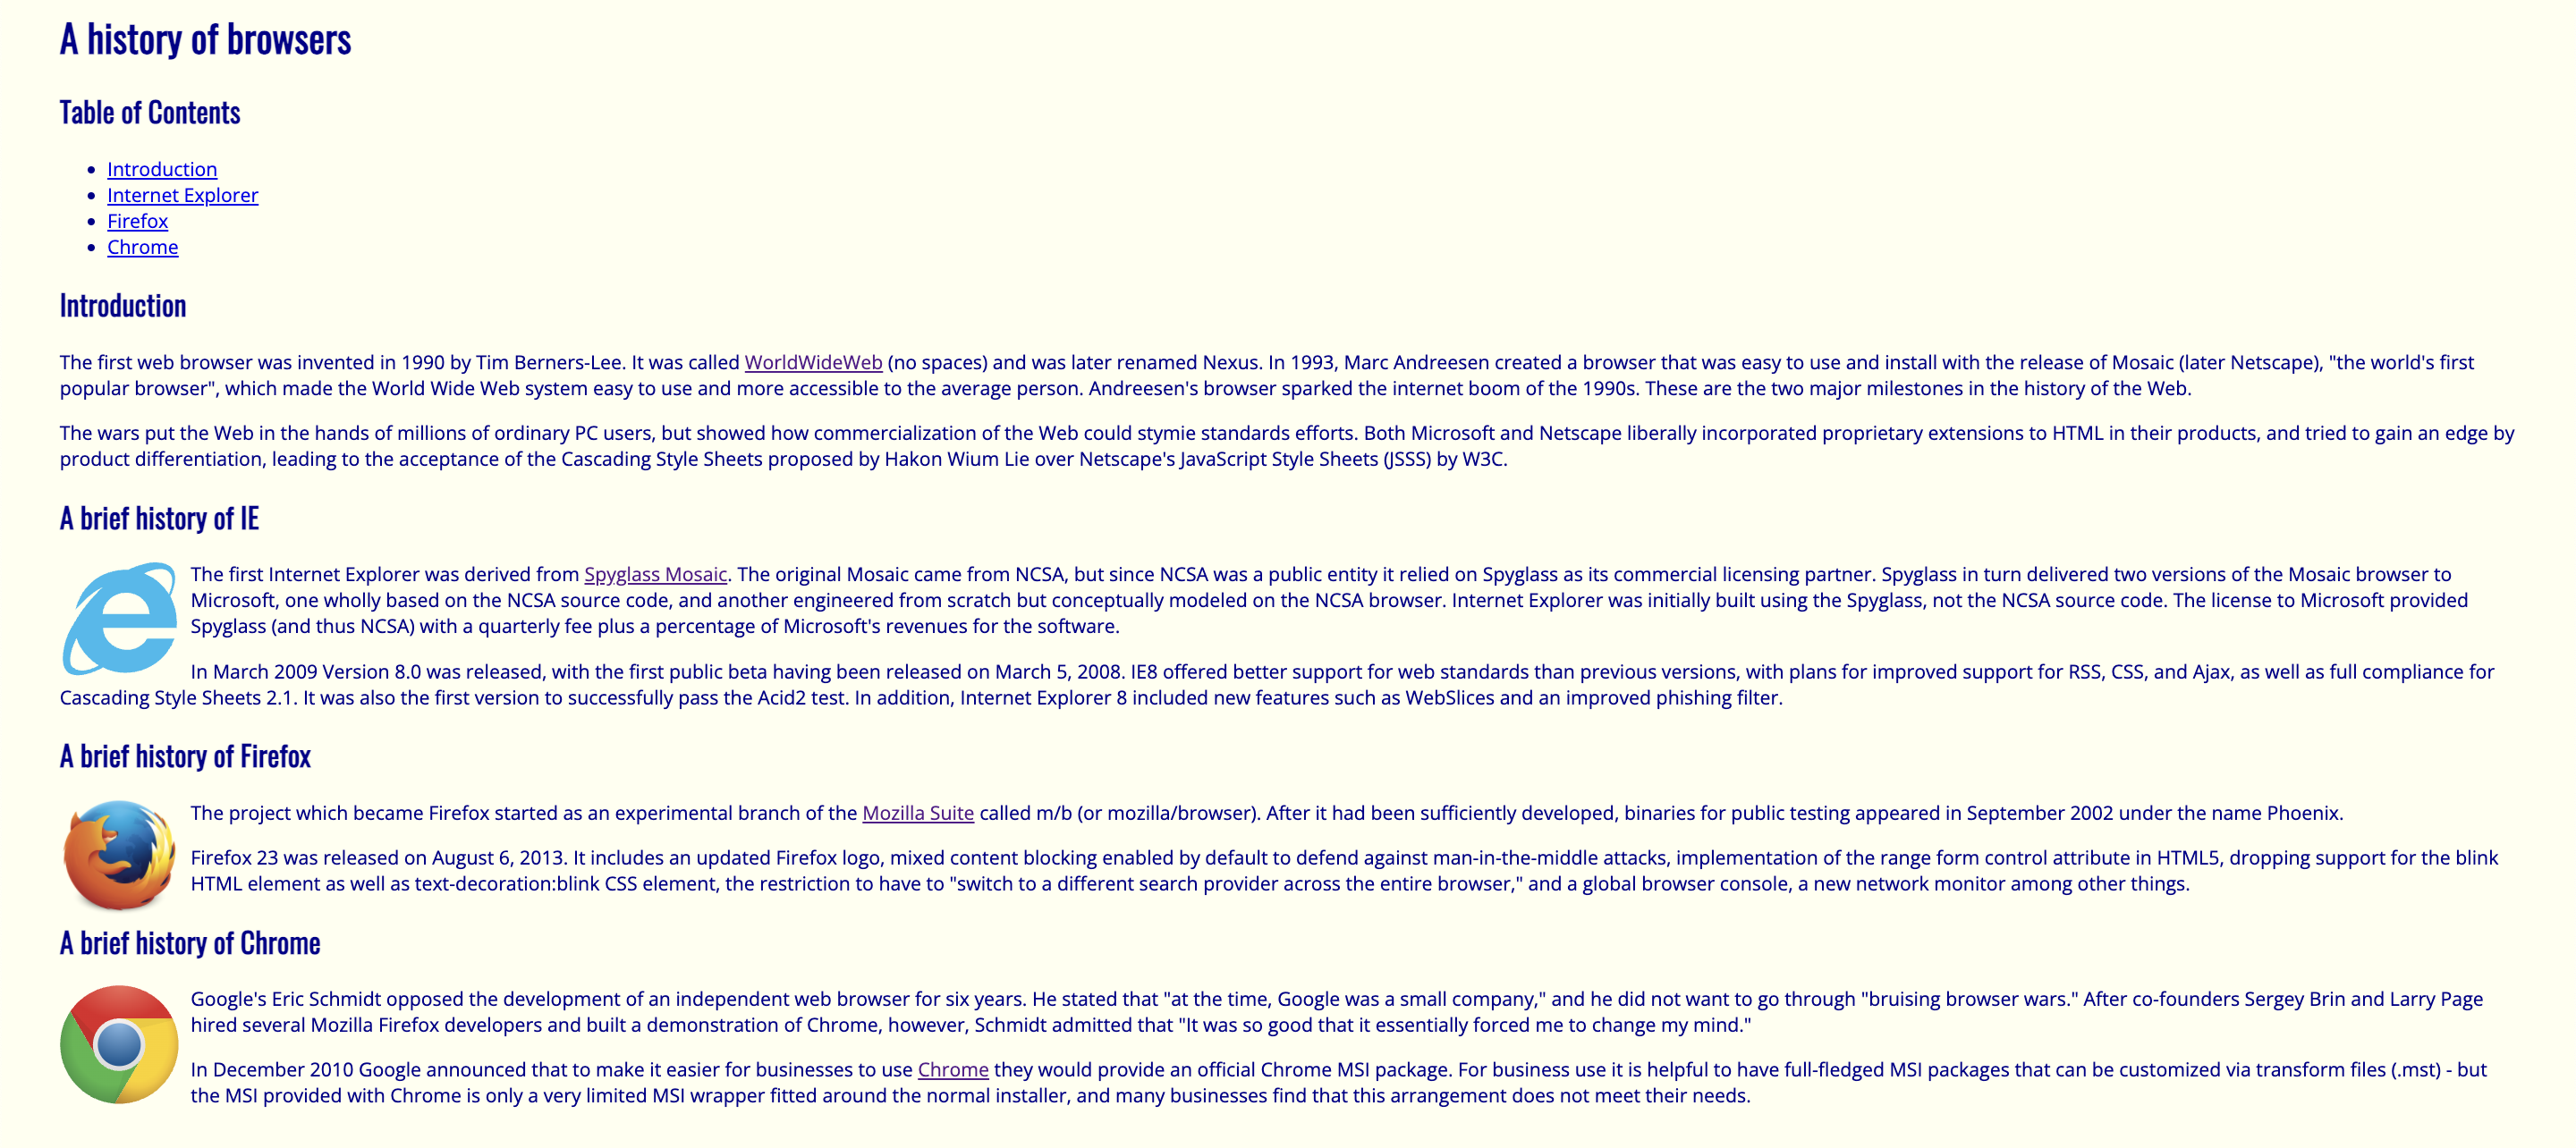 A history of browsers
Table of Contents
Introduction
Internet Explorer
Firefox
Chrome
Introduction
The first web browser was invented in 1990 by Tim Berners-Lee. It was called WorldWideWeb (no spaces) and was later renamed Nexus. In 1993, Marc Andreesen created a browser that was easy to use and install with the release of Mosaic (later Netscape), "the world's first
popular browser", which made the World Wide Web system easy to use and more accessible to the average person. Andreesen's browser sparked the internet boom of the 1990s. These are the two major milestones in the history of the Web.
The wars put the Web in the hands of millions of ordinary PC users, but showed how commercialization of the Web could stymie standards efforts. Both Microsoft and Netscape liberally incorporated proprietary extensions to HTML in their products, and tried to gain an edge by
product differentiation, leading to the acceptance of the Cascading Style Sheets proposed by Hakon Wium Lie over Netscape's JavaScript Style Sheets (JSSS) by W3C.
A brief history of IE
The first Internet Explorer was derived from Spyglass Mosaic. The original Mosaic came from NCSA, but since NCSA was a public entity it relied on Spyglass as its commercial licensing partner. Spyglass in turn delivered two versions of the Mosaic browser to
Microsoft, one wholly based on the NCSA source code, and another engineered from scratch but conceptually modeled on the NCSA browser. Internet Explorer was initially built using the Spyglass, not the NCSA source code. The license to Microsoft provided
Spyglass (and thus NCSA) with a quarterly fee plus a percentage of Microsoft's revenues for the software.
In March 2009 Version 8.0 was released, with the first public beta having been released on March 5, 2008. IE8 offered better support for web standards than previous versions, with plans for improved support for RSS, CSS, and Ajax, as well as full compliance for
Cascading Style Sheets 2.1. It was also the first version to successfully pass the Acid2 test. In addition, Internet Explorer 8 included new features such as WebSlices and an improved phishing filter.
A brief history of Firefox
The project which became Firefox started as an experimental branch of the Mozilla Suite called m/b (or mozilla/browser). After it had been sufficiently developed, binaries for public testing appeared in September 2002 under the name Phoenix.
Firefox 23 was released on August 6, 2013. It includes an updated Firefox logo, mixed content blocking enabled by default to defend against man-in-the-middle attacks, implementation of the range form control attribute in HTML5, dropping support for the blink
HTML element as well as text-decoration:blink CSS element, the restriction to have to "switch to a different search provider across the entire browser," and a global browser console, a new network monitor among other things.
A brief history of Chrome
Google's Eric Schmidt opposed the development of an independent web browser for six years. He stated that "at the time, Google was a small company," and he did not want to go through "bruising browser wars." After co-founders Sergey Brin and Larry Page
hired several Mozilla Firefox developers and built a demonstration of Chrome, however, Schmidt admitted that "It was so good that it essentially forced me to change my mind."
In December 2010 Google announced that to make it easier for businesses to use Chrome they would provide an official Chrome MSI package. For business use it is helpful to have full-fledged MSI packages that can be customized via transform files (.mst) - but
the MSI provided with Chrome is only a very limited MSI wrapper fitted around the normal installer, and many businesses find that this arrangement does not meet their needs.